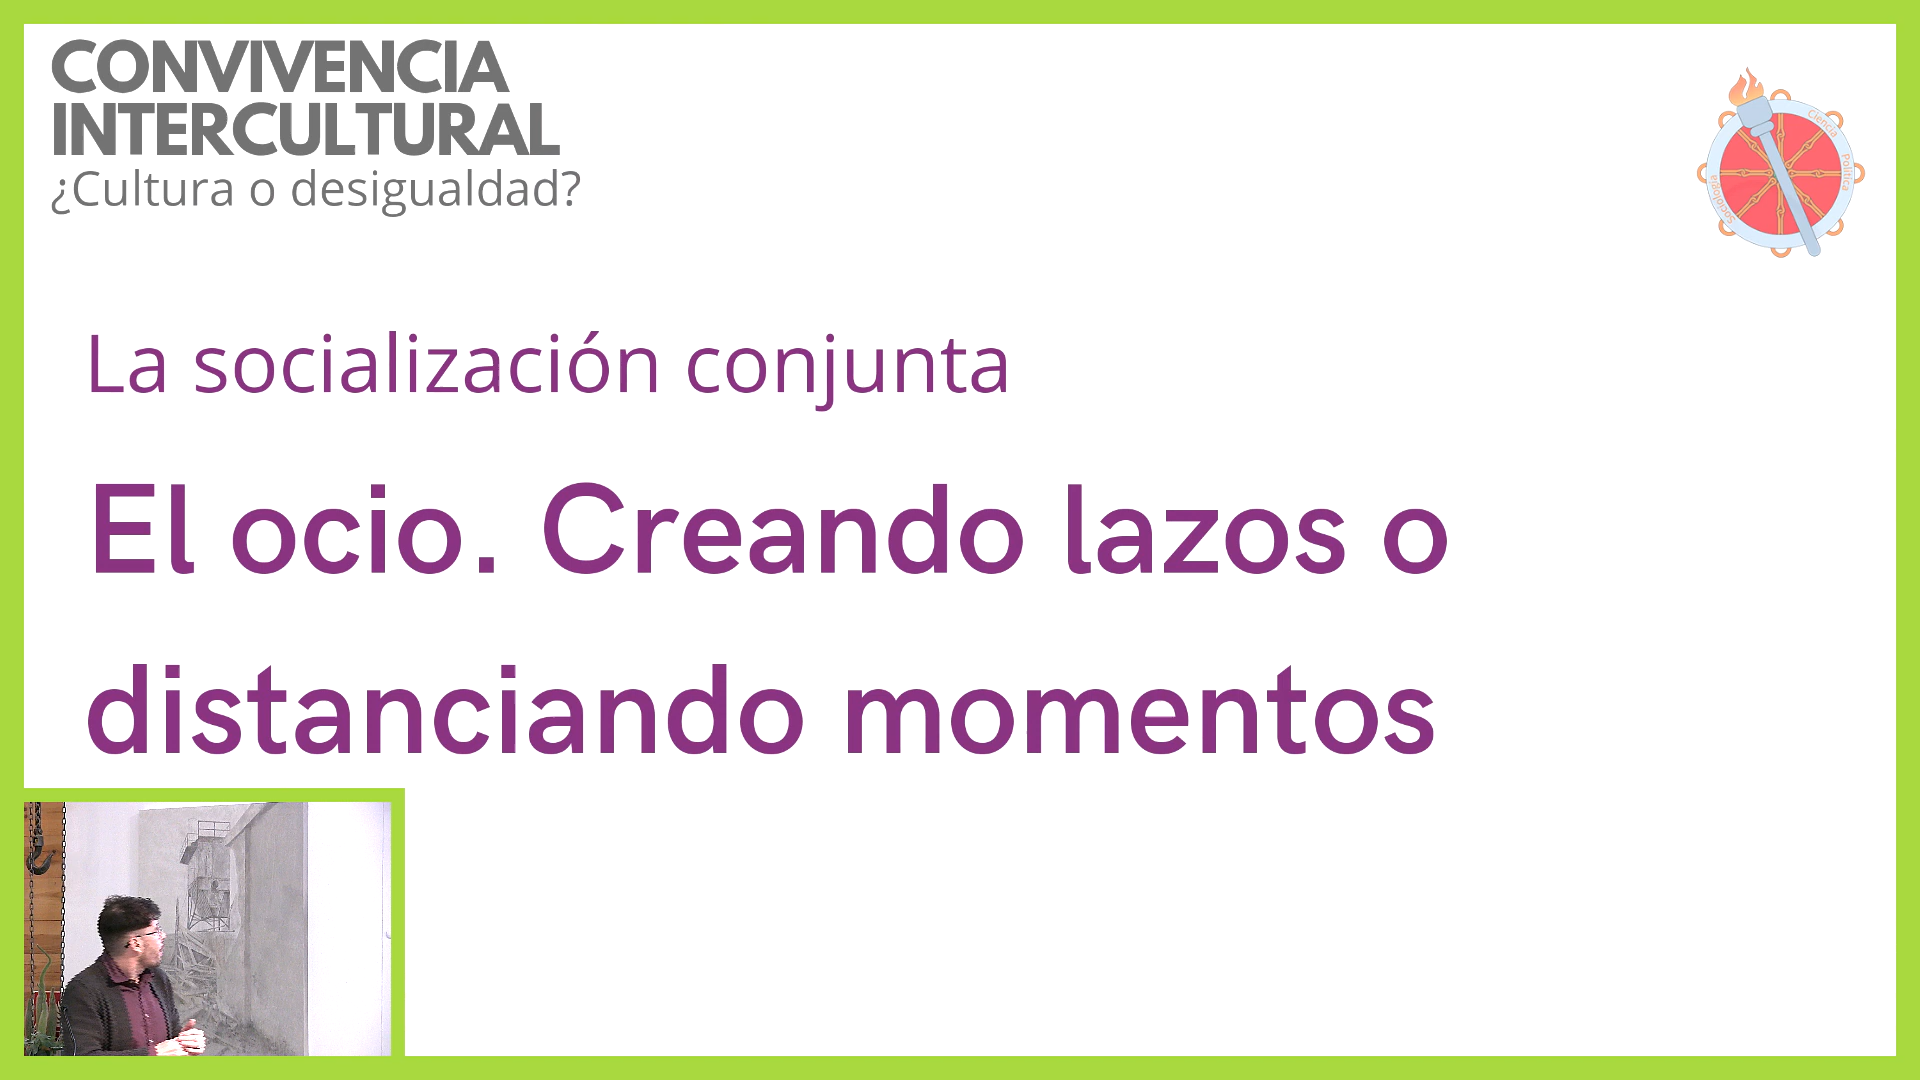 CONVIVENCIA
INTERCULTURAL
¿Cultura o desigualdad?
Ciencia
Política
Sociología
La socialización conjunta
El ocio. Creando lazos o
distanciando momentos